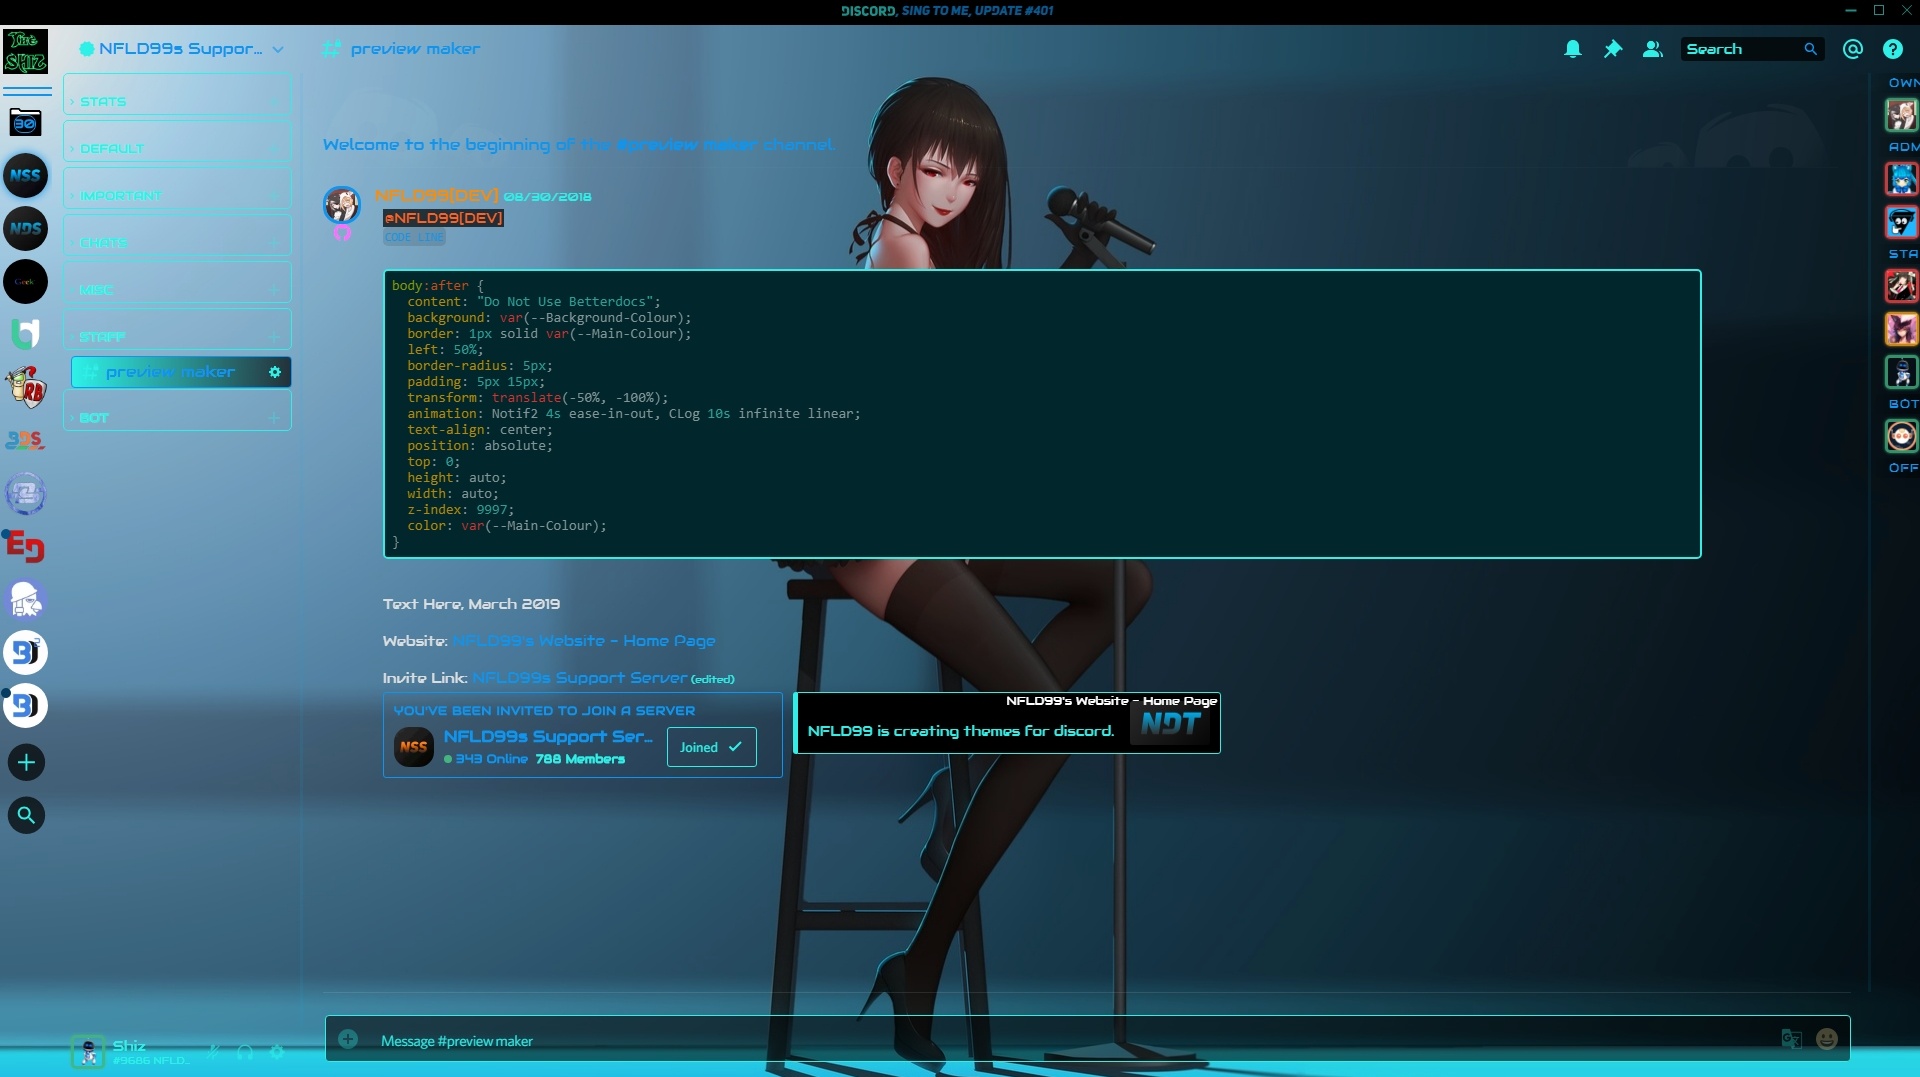 DISCORD, SING TO ME, UPDATE #401
The SHIZ
NFLD99s Suppor...
preview maker
Search
STATS
DEFAULT
IMPORTANT
CHATS
MISC
STAFF
preview maker
BOT
30
NSS
NDS
Geek
RB
ED
Welcome to the beginning of the #preview maker channel.
NFLD99[DEV] 08/30/2018
@NFLD99[DEV]
CODE LINE
body:after {
content: "Do Not Use Betterdocs";
background: var(--Background-Colour);
border: 1px solid var(--Main-Colour);
left: 50%;
border-radius: 5px;
padding: 5px 15px;
transform: translate(-50%, -100%);
animation: Notif2 4s ease-in-out, CLog 10s infinite linear;
text-align: center;
position: absolute;
top: 0;
height: auto;
width: auto;
z-index: 9997;
color: var(--Main-Colour);
}
Text Here, March 2019
Website: NFLD99's Website - Home Page
Invite Link: NFLD99s Support Server (edited)
YOU'VE BEEN INVITED TO JOIN A SERVER
NSS
NFLD99s Support Ser...
343 Online 788 Members
Joined
NFLD99's Website - Home Page
NFLD99 is creating themes for discord.
NDT
OWN
ADM
STA
BOT
OFF
Shiz
#9686 NFLD...
Message #preview maker